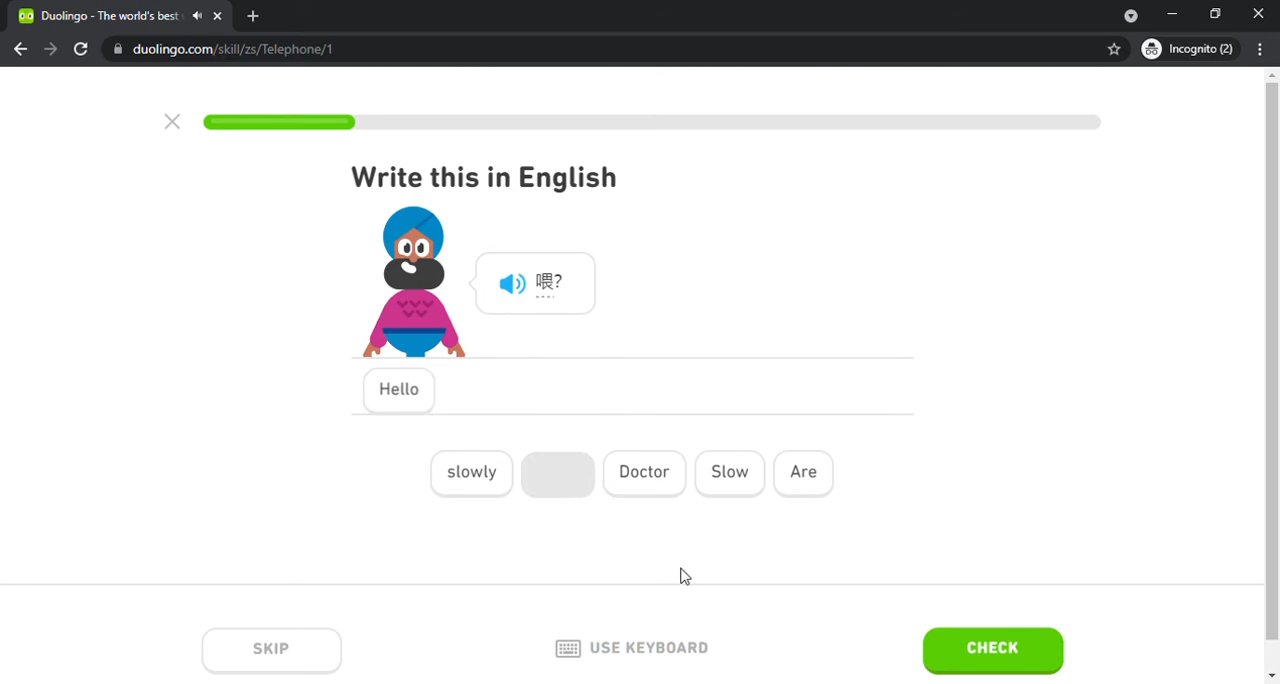 Duolingo - The world's best
duolingo.com/skill/zs/Telephone/1
Incognito (2)
Write this in English
喂?
Hello
slowly Doctor Slow Are
SKIP USE KEYBOARD CHECK